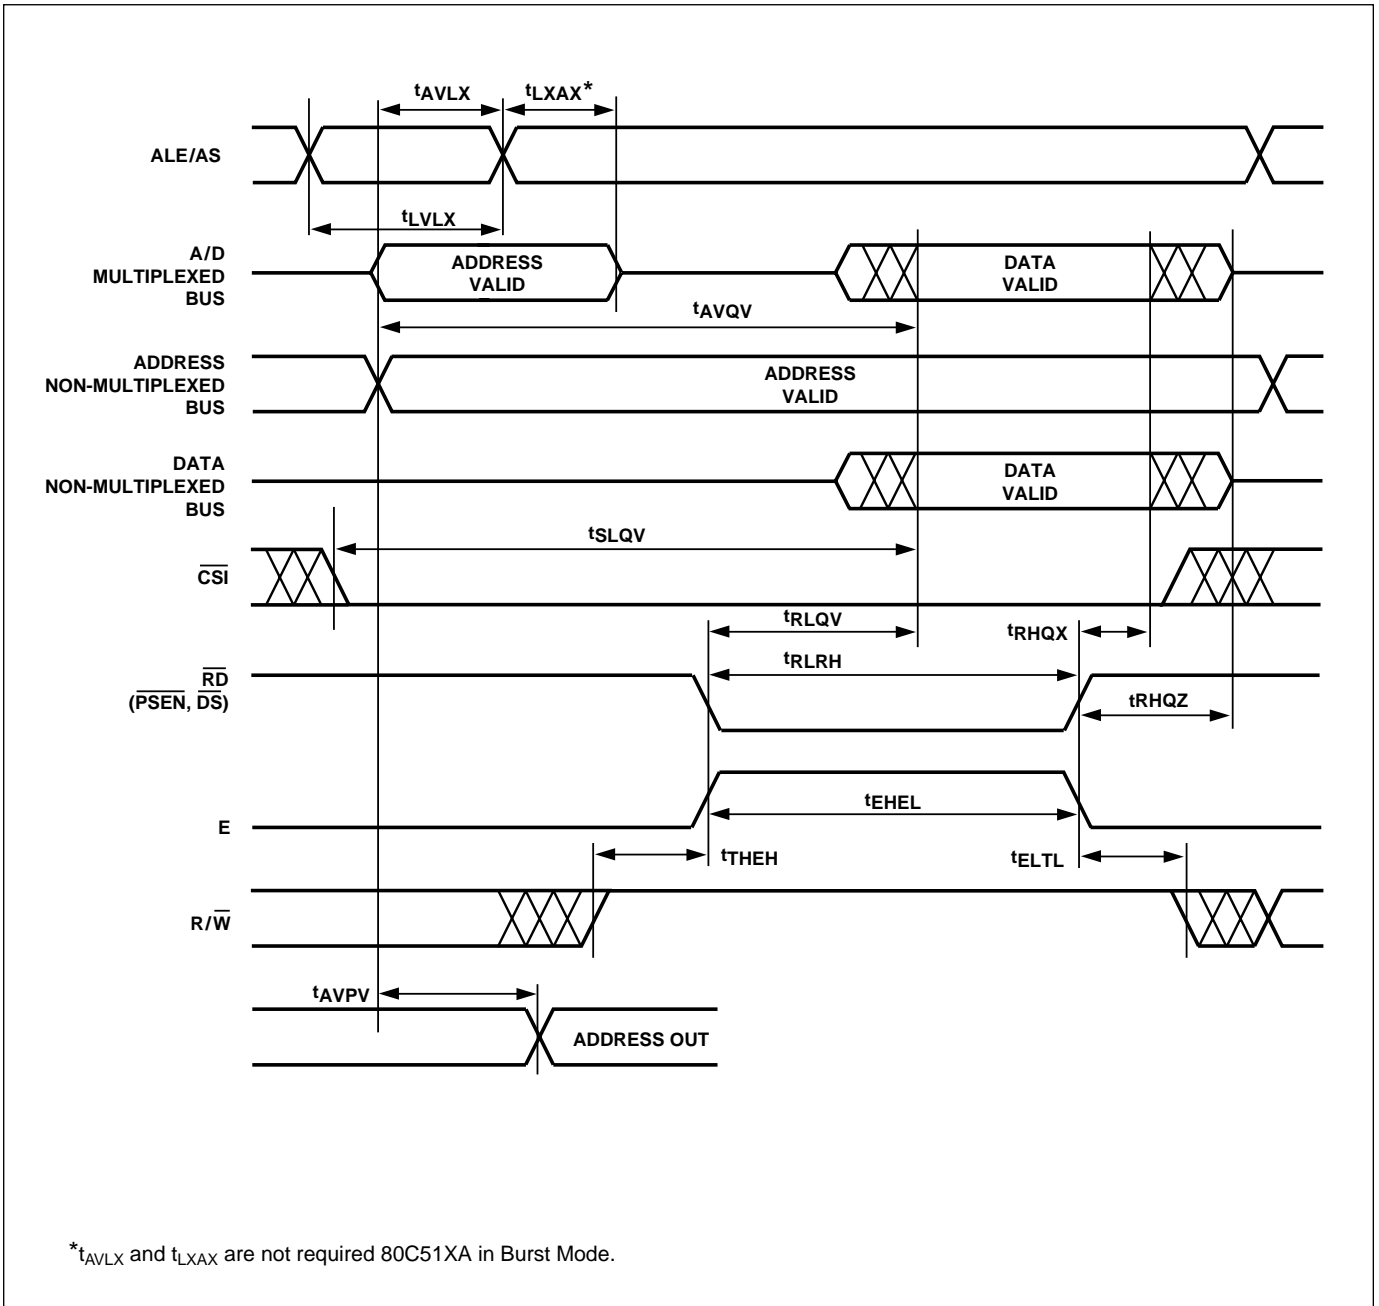 tAVLX
tLXAX*
ALE/AS
tLVLX
A/D
MULTIPLEXED
BUS
ADDRESS
VALID
DATA
VALID
tAVQV
ADDRESS
NON-MULTIPLEXED
BUS
ADDRESS
VALID
DATA
NON-MULTIPLEXED
BUS
DATA
VALID
tSLQV
CSI
tRLQV
tRHQX
tRLRH
RD
(PSEN, DS)
tRHQZ
tEHEL
E
tTHEH
tELTL
R/W
tAVPV
ADDRESS OUT
*tAVLX and tLXAX are not required 80C51XA in Burst Mode.